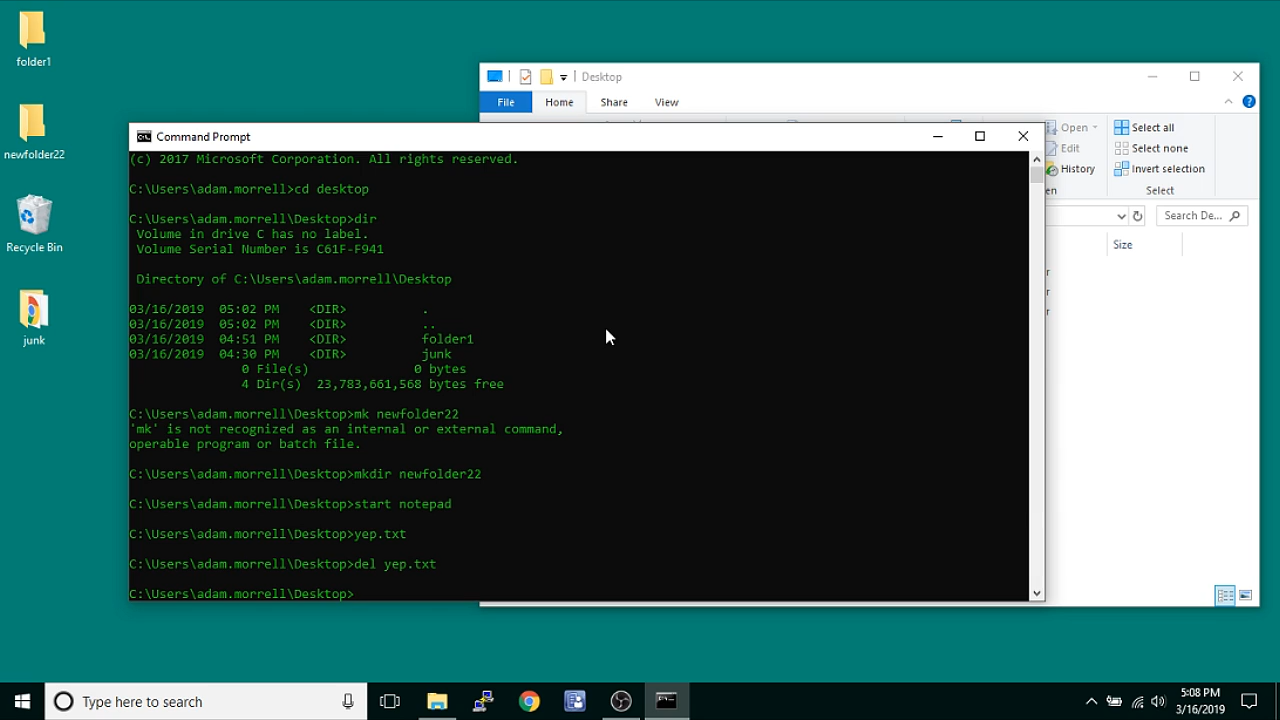 folder1
newfolder22
Recycle Bin
junk
Desktop
File Home Share View
Open
Edit
History
Select all
Select none
Invert selection
en
Select
Search De...
Size
r
r
r
Command Prompt
(c) 2017 Microsoft Corporation. All rights reserved.
C:\Users\adam.morrell>cd desktop
C:\Users\adam.morrell\Desktop>dir
Volume in drive C has no label.
Volume Serial Number is C61F-F941
Directory of C:\Users\adam.morrell\Desktop
03/16/2019 05:02 PM <DIR> .
03/16/2019 05:02 PM <DIR> ..
03/16/2019 04:51 PM <DIR> folder1
03/16/2019 04:30 PM <DIR> junk
0 File(s) 0 bytes
4 Dir(s) 23,783,661,568 bytes free
C:\Users\adam.morrell\Desktop>mk newfolder22
'mk' is not recognized as an internal or external command,
operable program or batch file.
C:\Users\adam.morrell\Desktop>mkdir newfolder22
C:\Users\adam.morrell\Desktop>start notepad
C:\Users\adam.morrell\Desktop>yep.txt
C:\Users\adam.morrell\Desktop>del yep.txt
C:\Users\adam.morrell\Desktop>
Type here to search
5:08 PM
3/16/2019